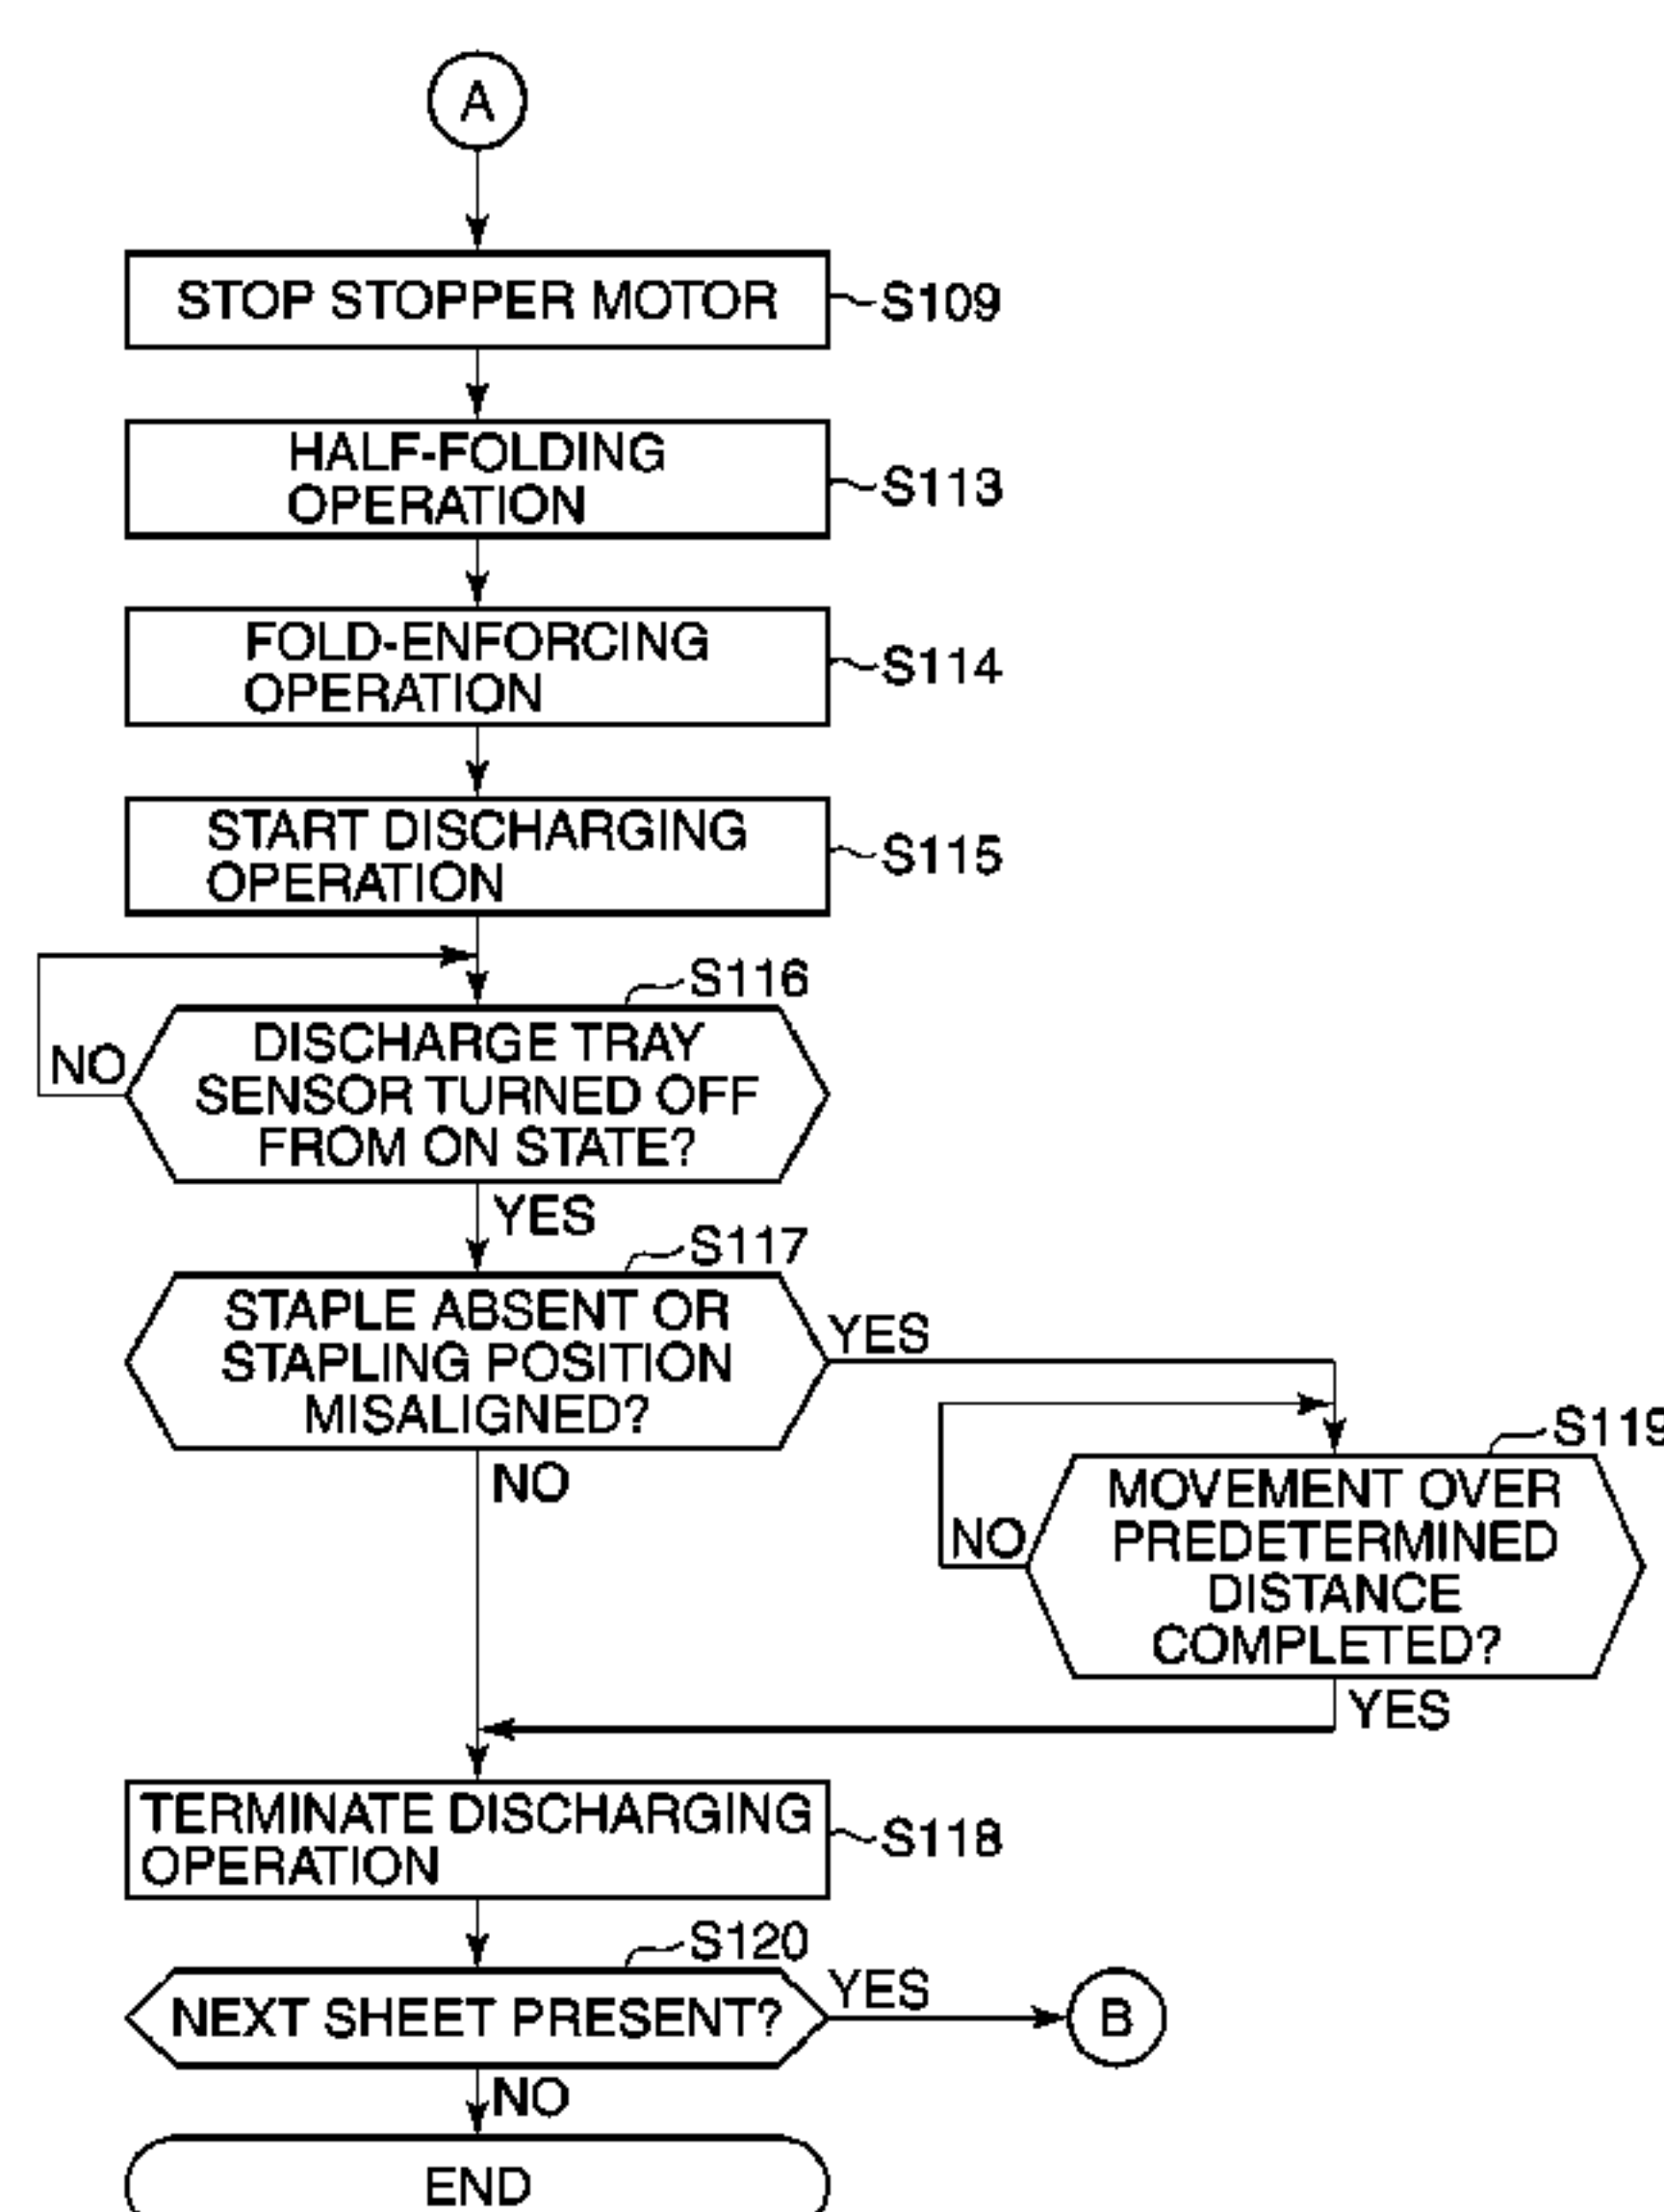 A
STOP STOPPER MOTOR
S109
HALF-FOLDING
OPERATION
S113
FOLD-ENFORCING
OPERATION
S114
START DISCHARGING
OPERATION
S115
S116
DISCHARGE TRAY
SENSOR TURNED OFF
FROM ON STATE?
NO
YES
S117
STAPLE ABSENT OR
STAPLING POSITION
MISALIGNED?
YES
NO
S119
MOVEMENT OVER
PREDETERMINED
DISTANCE
COMPLETED?
NO
YES
TERMINATE DISCHARGING
OPERATION
S118
S120
NEXT SHEET PRESENT?
YES
B
NO
END